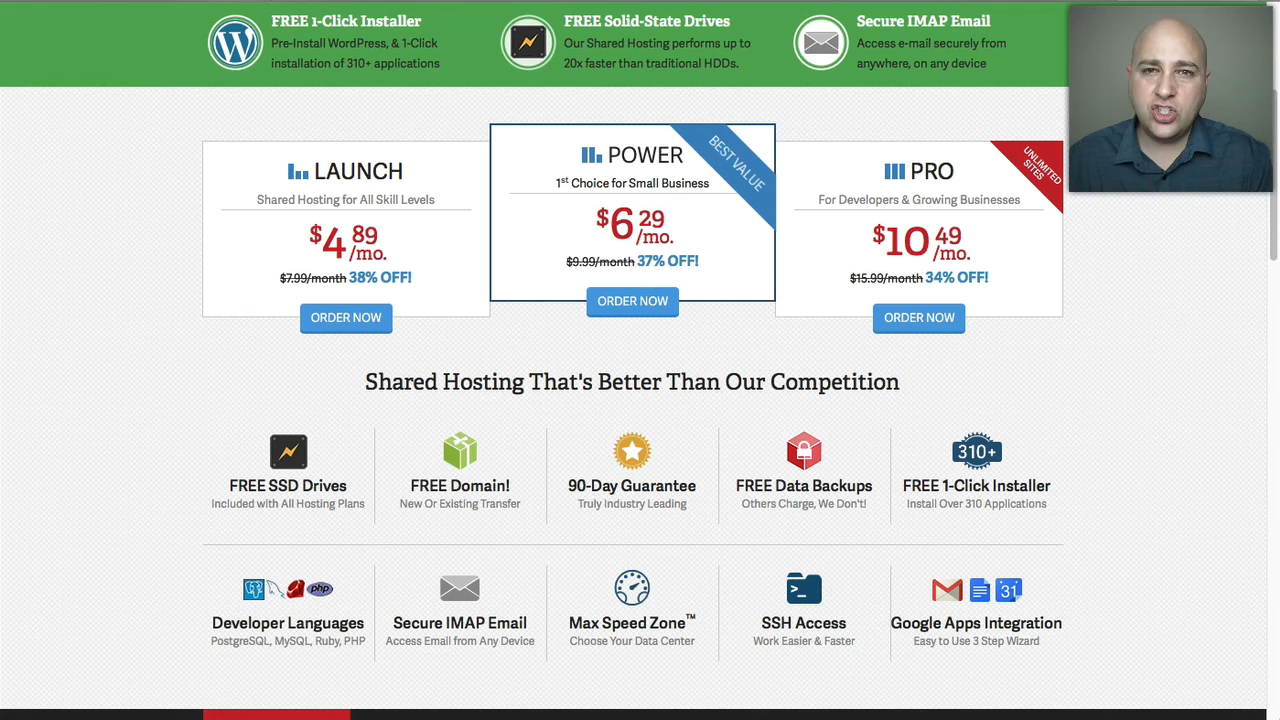 FREE 1-Click Installer
Pre-Install WordPress, & 1-Click
installation of 310+ applications
FREE Solid-State Drives
Our Shared Hosting performs up to
20x faster than traditional HDDs.
Secure IMAP Email
Access e-mail securely from
anywhere, on any device
LAUNCH
Shared Hosting for All Skill Levels
$4 89 /mo.
$7.99/month 38% OFF!
ORDER NOW
BEST VALUE
POWER
1st Choice for Small Business
$6 29 /mo.
$9.99/month 37% OFF!
ORDER NOW
UNLIMITED
SITES
PRO
For Developers & Growing Businesses
$10 49 /mo.
$15.99/month 34% OFF!
ORDER NOW
Shared Hosting That's Better Than Our Competition
FREE SSD Drives
Included with All Hosting Plans
FREE Domain!
New Or Existing Transfer
90-Day Guarantee
Truly Industry Leading
FREE Data Backups
Others Charge, We Don't!
310+
FREE 1-Click Installer
Install Over 310 Applications
php
Developer Languages
PostgreSQL, MySQL, Ruby, PHP
Secure IMAP Email
Access Email from Any Device
Max Speed Zone™
Choose Your Data Center
>_
SSH Access
Work Easier & Faster
31
Google Apps Integration
Easy to Use 3 Step Wizard